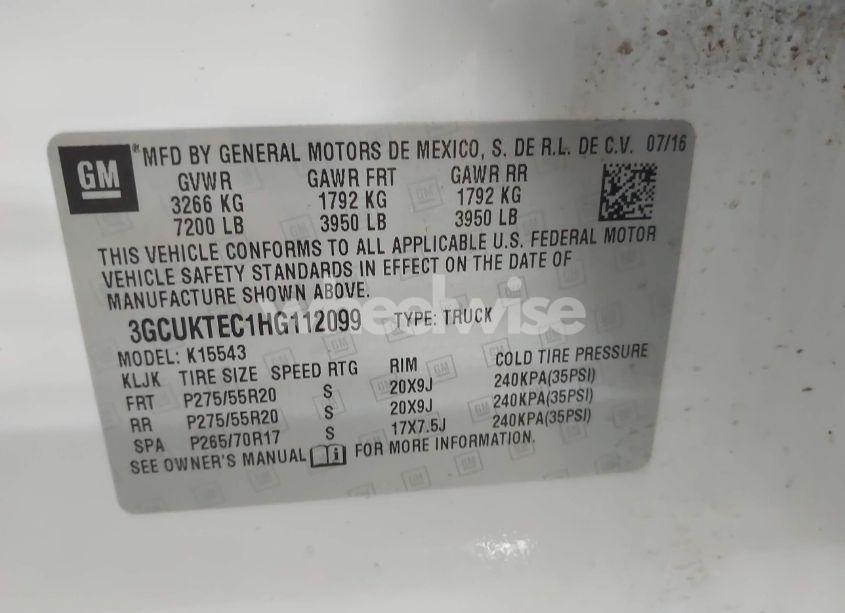 GM
®MFD BY GENERAL MOTORS DE MEXICO, S. DE R.L. DE C.V. 07/16
GVWR GAWR FRT GAWR RR
3266 KG 1792 KG 1792 KG
7200 LB 3950 LB 3950 LB
THIS VEHICLE CONFORMS TO ALL APPLICABLE U.S. FEDERAL MOTOR
VEHICLE SAFETY STANDARDS IN EFFECT ON THE DATE OF
MANUFACTURE SHOWN ABOVE.
3GCUKTEC1HG112099 TYPE: TRUCK
MODEL: K15543
KLJK TIRE SIZE SPEED RTG RIM COLD TIRE PRESSURE
FRT P275/55R20 S 20X9J 240KPA(35PSI)
RR P275/55R20 S 20X9J 240KPA(35PSI)
SPA P265/70R17 S 17X7.5J 240KPA(35PSI)
SEE OWNER'S MANUAL FOR MORE INFORMATION.